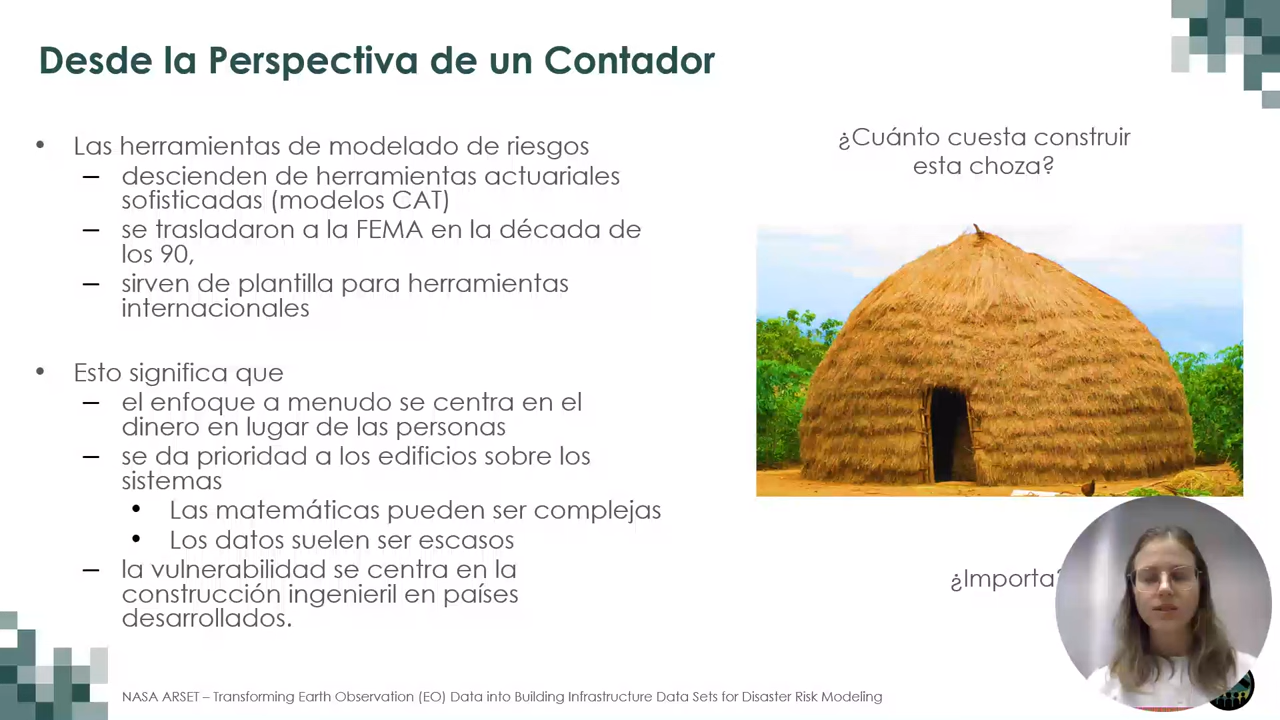 Desde la Perspectiva de un Contador
• Las herramientas de modelado de riesgos
– descienden de herramientas actuariales
sofisticadas (modelos CAT)
– se trasladaron a la FEMA en la década de
los 90,
– sirven de plantilla para herramientas
internacionales
• Esto significa que
– el enfoque a menudo se centra en el
dinero en lugar de las personas
– se da prioridad a los edificios sobre los
sistemas
• Las matemáticas pueden ser complejas
• Los datos suelen ser escasos
– la vulnerabilidad se centra en la
construcción ingenieril en países
desarrollados.
¿Cuánto cuesta construir
esta choza?
¿Importa?
NASA ARSET – Transforming Earth Observation (EO) Data into Building Infrastructure Data Sets for Disaster Risk Modeling